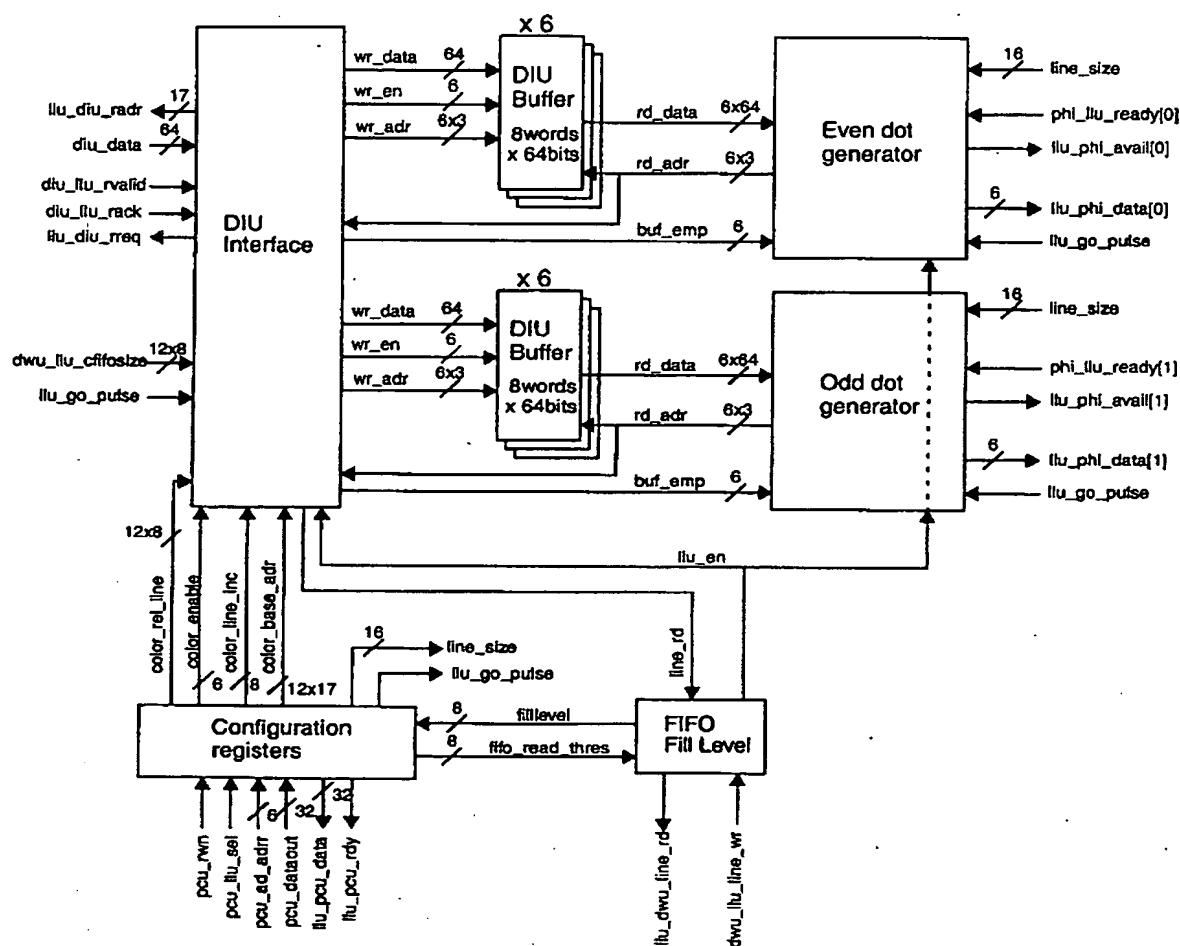 x 6
wr_data
64
DIU
Buffer
8words
x 64bits
wr_en
6
wr_adr
6x3
rd_data
6x64
rd_adr
6x3
buf_emp
6
Even dot
generator
16
line_size
phi_llu_ready[0]
llu_phi_avail[0]
6
llu_phi_data[0]
llu_go_pulse
17
llu_diu_radr
64
diu_data
diu_llu_rvalid
diu_llu_rack
llu_diu_rreq
DIU
Interface
12x8
dwu_llu_cfifosize
llu_go_pulse
x 6
wr_data
64
DIU
Buffer
8words
x 64bits
wr_en
6
wr_adr
6x3
rd_data
6x64
rd_adr
6x3
buf_emp
6
Odd dot
generator
16
line_size
phi_llu_ready[1]
llu_phi_avail[1]
6
llu_phi_data[1]
llu_go_pulse
12x8
llu_en
color_rel_line
color_enable
6
color_line_inc
8
color_base_adr
12x17
16
line_size
llu_go_pulse
line_rd
Configuration
registers
8
filllevel
8
fifo_read_thres
FIFO
Fill Level
pcu_rwn
pcu_llu_sel
pcu_ad_adrr
6
pcu_dataout
32
llu_pcu_data
32
llu_pcu_rdy
llu_dwu_line_rd
dwu_llu_line_wr